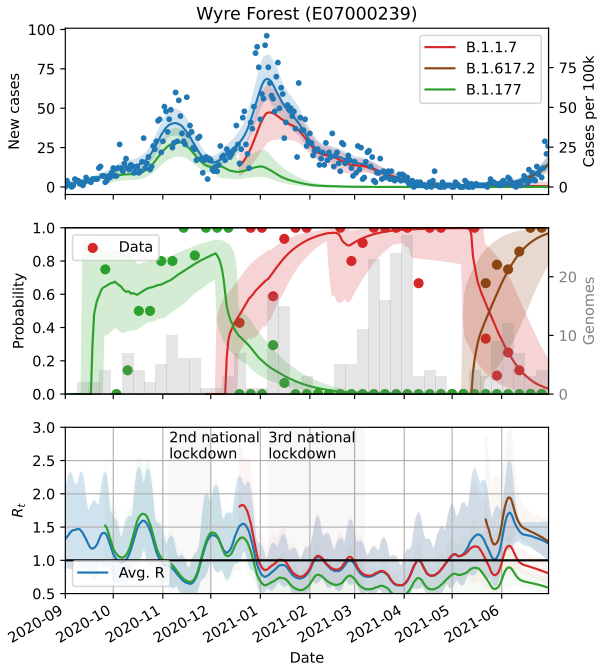 Wyre Forest (E07000239)
100
75
50
25
0
New cases
B.1.1.7
B.1.617.2
B.1.177
75
50
25
0
Cases per 100k
1.0
0.8
0.6
0.4
0.2
0.0
Probability
Data
20
10
0
Genomes
3.0
2.5
2.0
1.5
1.0
0.5
Rt
2nd national
lockdown
3rd national
lockdown
Avg. R
2020-09
2020-10
2020-11
2020-12
2021-01
2021-02
2021-03
2021-04
2021-05
2021-06
Date